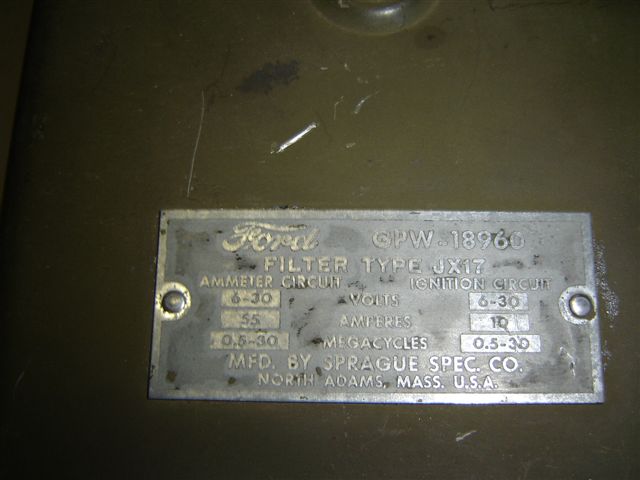 Ford GPW-18960
FILTER TYPE JX17
AMMETER CIRCUIT IGNITION CIRCUIT
6-30 VOLTS 6-30
55 AMPERES 10
0.5-30 MEGACYCLES 0.5-30
MFD. BY SPRAGUE SPEC. CO.
NORTH ADAMS, MASS. U.S.A.